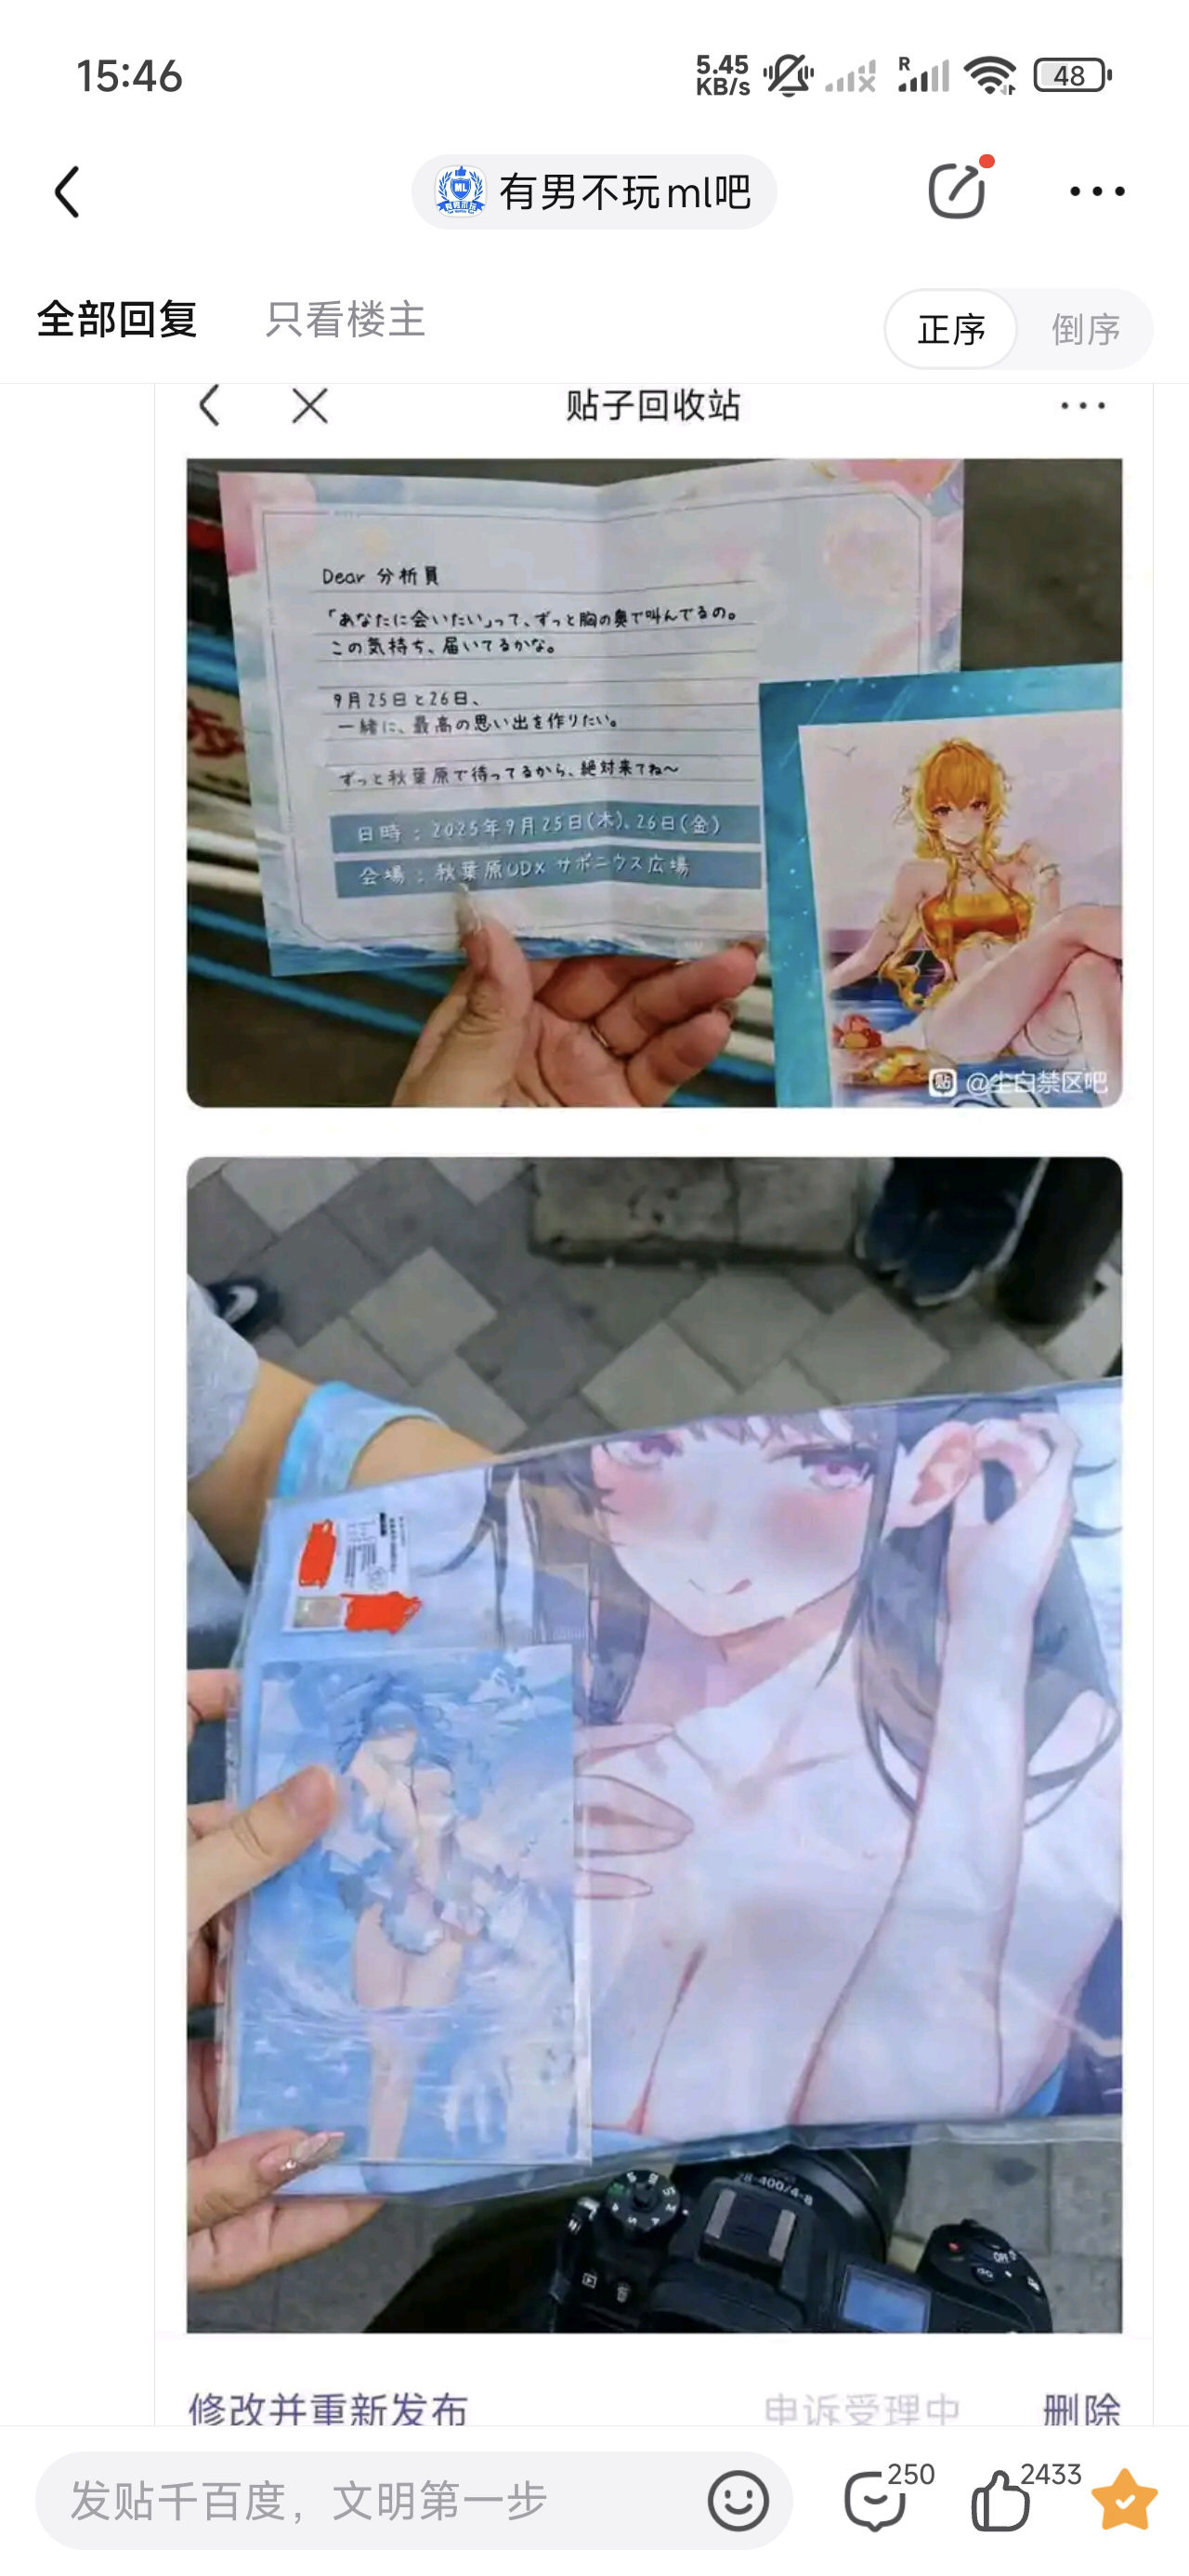 15:46
5.45
KB/s
R
48
ML
有男不玩ml吧
全部回复
只看楼主
正序
倒序
贴子回收站
Dear 分析員
「あなたに会いたい」って、ずっと胸の奥で叫んでるの。
この気持ち、届いてるかな。
9月25日と26日、
一緒に、最高の思い出を作りたい。
ずっと秋葉原で待ってるから、絶対来てね～
日時：2025年9月25日(木)、26日(金)
会場：秋葉原UDX サボニウス広場
贴 @尘白禁区吧
28-400/4-8
修改并重新发布
申诉受理中
删除
发贴千百度，文明第一步
250
2433